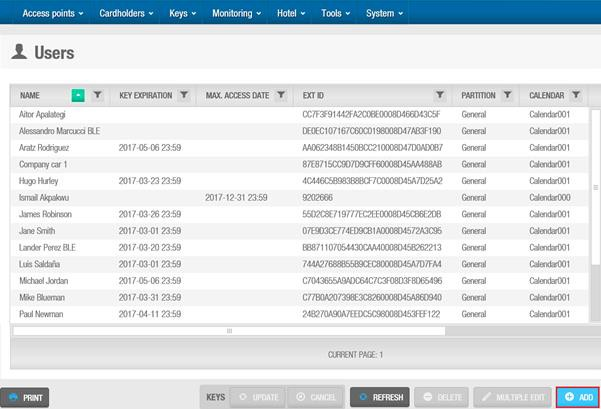 Access points Cardholders Keys Monitoring Hotel Tools System
Users
NAME KEY EXPIRATION MAX. ACCESS DATE EXT ID PARTITION CALENDAR
Aitor Apalategi CC7F3F91442FA2C0BE0008D466D43C5F General Calendar001
Alessandro Marcucci BLE DE0EC107167C60C0198008D47AB3F190 General Calendar001
Aratz Rodriguez 2017-05-06 23:59 AA062348B1450BCC210008D47D0AD0B7 General Calendar001
Company car 1 87E8715CC9D7D9CFF60008D45AA488AB General Calendar001
Hugo Hurley 2017-03-23 23:59 4C446C5B983B8BCF7C0008D45A7D25A2 General Calendar001
Ismail Akpakwu 2017-12-31 23:59 9202666 General Calendar000
James Robinson 2017-03-26 23:59 55D2C8E719777EC2EE0008D45CB6E2DB General Calendar001
Jane Smith 2017-03-01 23:59 07E9D3CE774ED9CB1A0008D4572A3C95 General Calendar001
Lander Perez BLE 2017-03-20 23:59 BB871107054430CAA40008D45B262213 General Calendar001
Luis Saldaña 2017-03-21 23:59 744A27688B55B9CEC80008D45A7D7FA4 General Calendar001
Michael Jordan 2017-05-06 23:59 C7043655A9ADC64C7C3F08D3F8D65496 General Calendar001
Mike Blueman 2017-03-31 23:59 C77B0A207398E3C8260008D45A86D940 General Calendar001
Paul Newman 2017-04-11 23:59 24B270A90A7EEDC5C98008D453FEF122 General Calendar001
CURRENT PAGE: 1
PRINT KEYS UPDATE CANCEL REFRESH DELETE MULTIPLE EDIT ADD